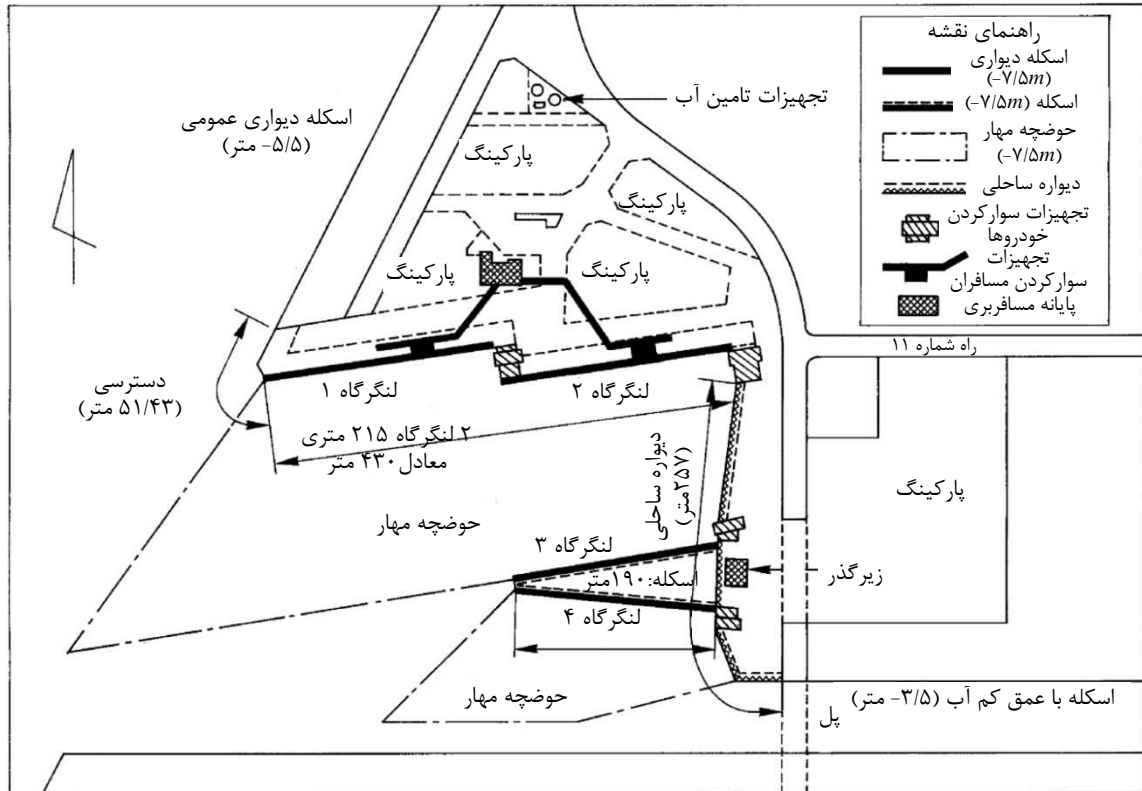 راهنمای نقشه
اسکله دیواری
(-۷/۵m)
اسکله (-۷/۵m)
حوضچه مهار
(-۷/۵m)
دیواره ساحلی
تجهیزات سوارکردن
خودروها
تجهیزات
سوارکردن مسافران
پایانه مسافربری
تجهیزات تامین آب
اسکله دیواری عمومی
(-۵/۵ متر)
پارکینگ
پارکینگ
پارکینگ
پارکینگ
راه شماره ۱۱
دسترسی
(۵۱/۴۳ متر)
لنگرگاه ۱
لنگرگاه ۲
۲ لنگرگاه ۲۱۵ متری
معادل ۴۳۰ متر
دیواره ساحلی
(۲۵۷متر)
پارکینگ
حوضچه مهار
لنگرگاه ۳
اسکله:۱۹۰متر
زیرگذر
لنگرگاه ۴
حوضچه مهار
اسکله با عمق کم آب (-۳/۵ متر)
پل